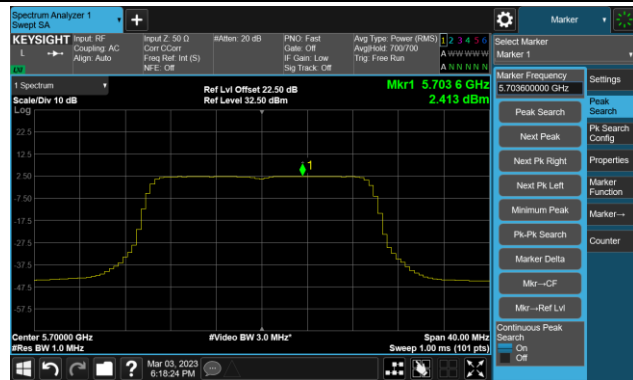 Spectrum Analyzer 1
Swept SA
Marker
KEYSIGHT
L
Input: RF
Coupling: AC
Align: Auto
Input Z: 50 Ω
Corr CCorr
Freq Ref: Int (S)
NFE: Off
#Atten: 20 dB
PNO: Fast
Gate: Off
IF Gain: Low
Sig Track: Off
Avg Type: Power (RMS)
Avg|Hold: 700/700
Trig: Free Run
1 2 3 4 5 6
A W W W W W
A N N N N N
Select Marker
Marker 1
1 Spectrum
Scale/Div 10 dB
Log
Ref Lvl Offset 22.50 dB
Ref Level 32.50 dBm
Mkr1 5.703 6 GHz
2.413 dBm
22.5
12.5
2.50
-7.50
-17.5
-27.5
-37.5
-47.5
-57.5
1
Center 5.70000 GHz
#Res BW 1.0 MHz
#Video BW 3.0 MHz*
Span 40.00 MHz
Sweep 1.00 ms (101 pts)
Marker Frequency
5.703600000 GHz
Peak Search
Next Peak
Next Pk Right
Next Pk Left
Minimum Peak
Pk-Pk Search
Marker Delta
Mkr→CF
Mkr→Ref Lvl
Continuous Peak
Search
On
Off
Settings
Peak
Search
Pk Search
Config
Properties
Marker
Function
Marker→
Counter
?
Mar 03, 2023
6:18:24 PM